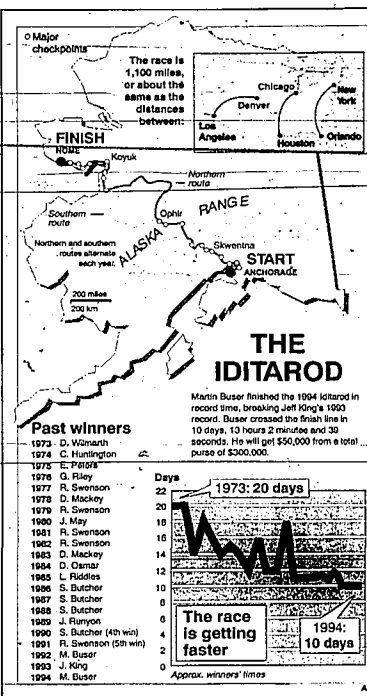 Major checkpoints
The race is
1,100 miles,
or about the
same as the
distances
between:
Chicago
Denver
New
York
Los
Angeles
Houston
Orlando
FINISH
NOME
Koyuk
Northern
route
Southern
route
Ophir
ALASKA RANGE
Northern and southern
routes alternate
each year.
Skwentna
START
ANCHORAGE
200 miles
200 km
THE
IDITAROD
Martin Buser finished the 1994 Iditarod in
record time, breaking Jeff King's 1993
record. Buser crossed the finish line in
10 days, 13 hours 2 minutes and 39
seconds. He will get $50,000 from a total
purse of $300,000.
Past winners
1973 D. Wilmarth
1974 C. Huntington
1975 E. Peters
1976 G. Riley
1977 R. Swenson
1978 D. Mackey
1979 R. Swenson
1980 J. May
1981 R. Swenson
1982 R. Swenson
1983 D. Mackey
1984 D. Osmar
1985 L. Riddles
1986 S. Butcher
1987 S. Butcher
1988 S. Butcher
1989 J. Runyon
1990 S. Butcher (4th win)
1991 R. Swenson (5th win)
1992 M. Buser
1993 J. King
1994 M. Buser
Days
22
20
18
16
14
12
10
8
6
4
2
0
1973: 20 days
The race
is getting
faster
1994:
10 days
Approx. winners' times
A